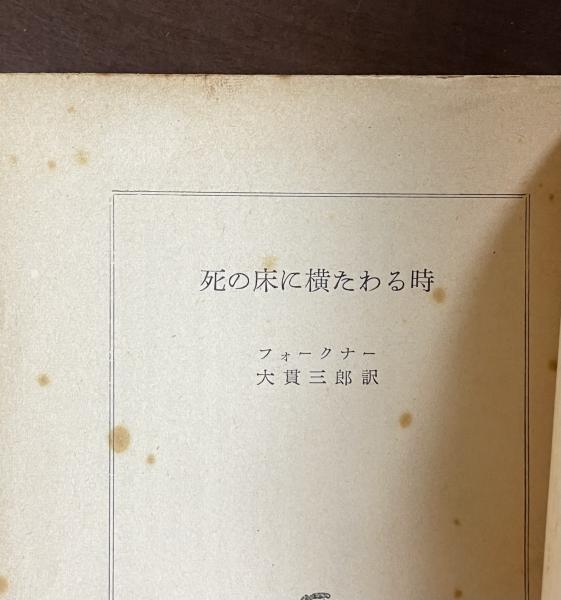 死の床に横たわる時
フォークナー
大貫三郎訳